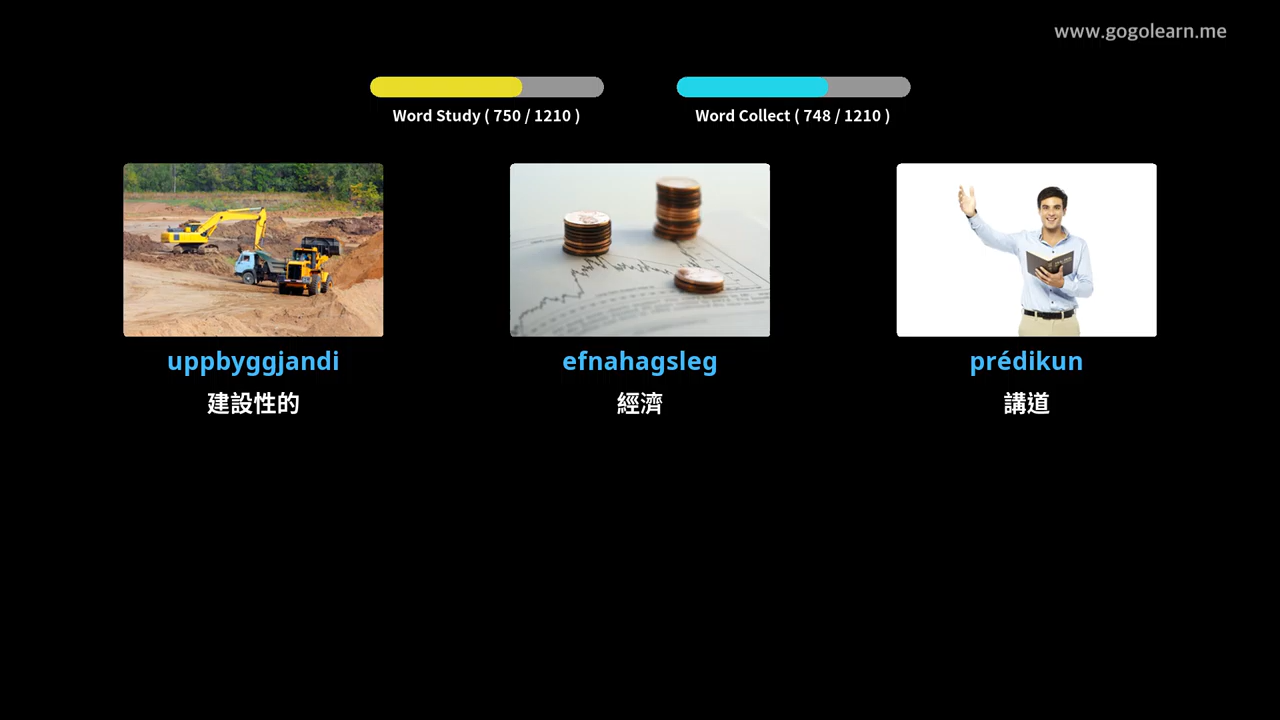 www.gogolearn.me
Word Study ( 750 / 1210 )
Word Collect ( 748 / 1210 )
uppbyggjandi
efnahagsleg
prédikun
建設性的
經濟
講道